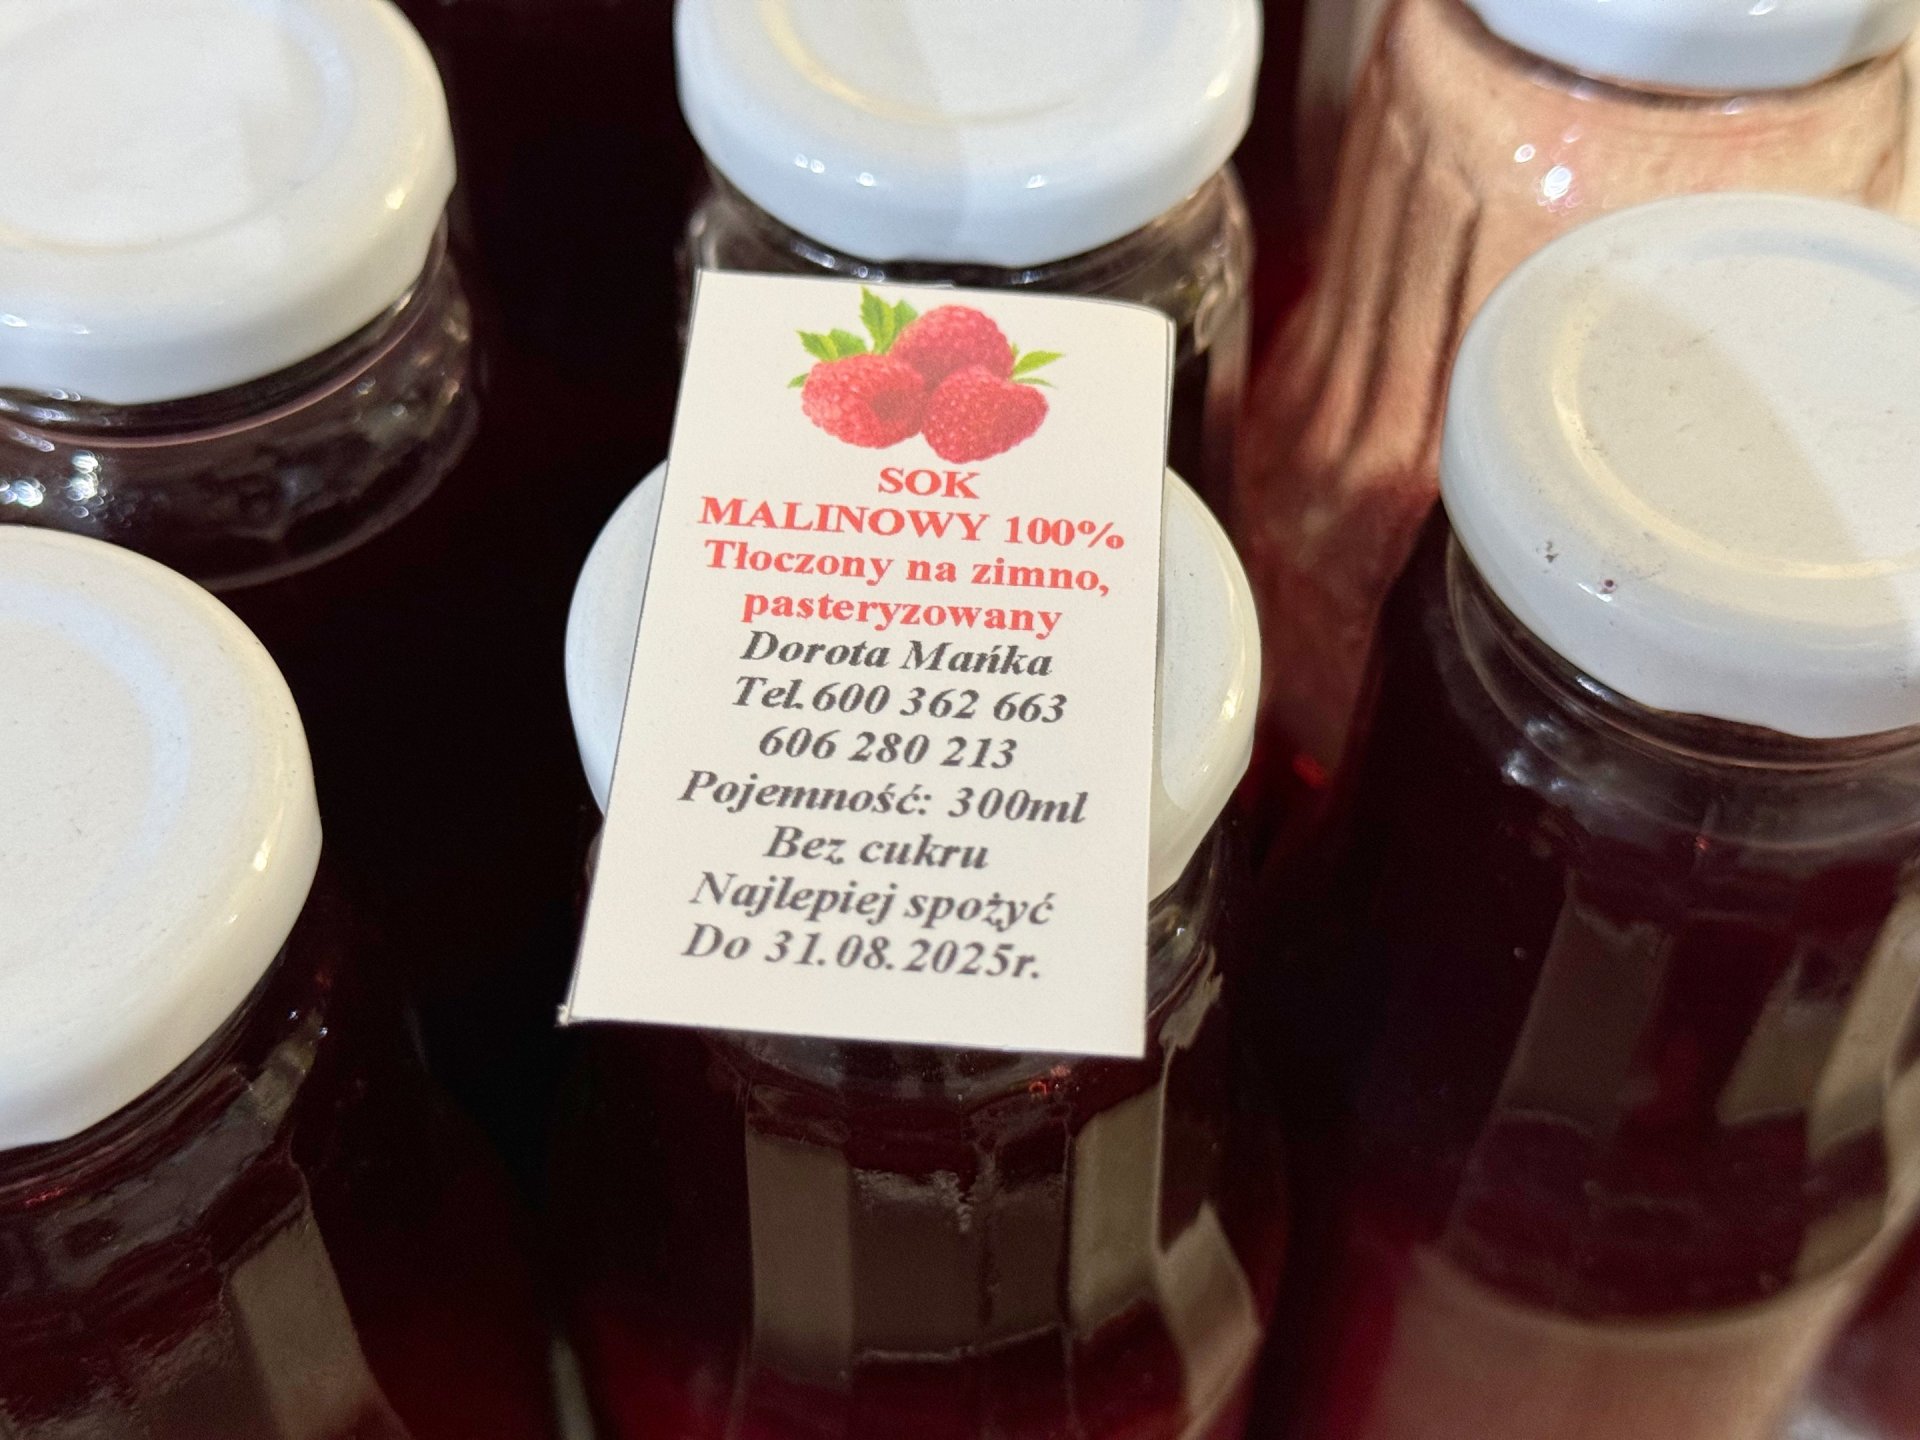 SOK
MALINOWY 100%
Tłoczony na zimno,
pasteryzowany
Dorota Mańka
Tel.600 362 663
606 280 213
Pojemność: 300ml
Bez cukru
Najlepiej spożyć
Do 31.08.2025r.